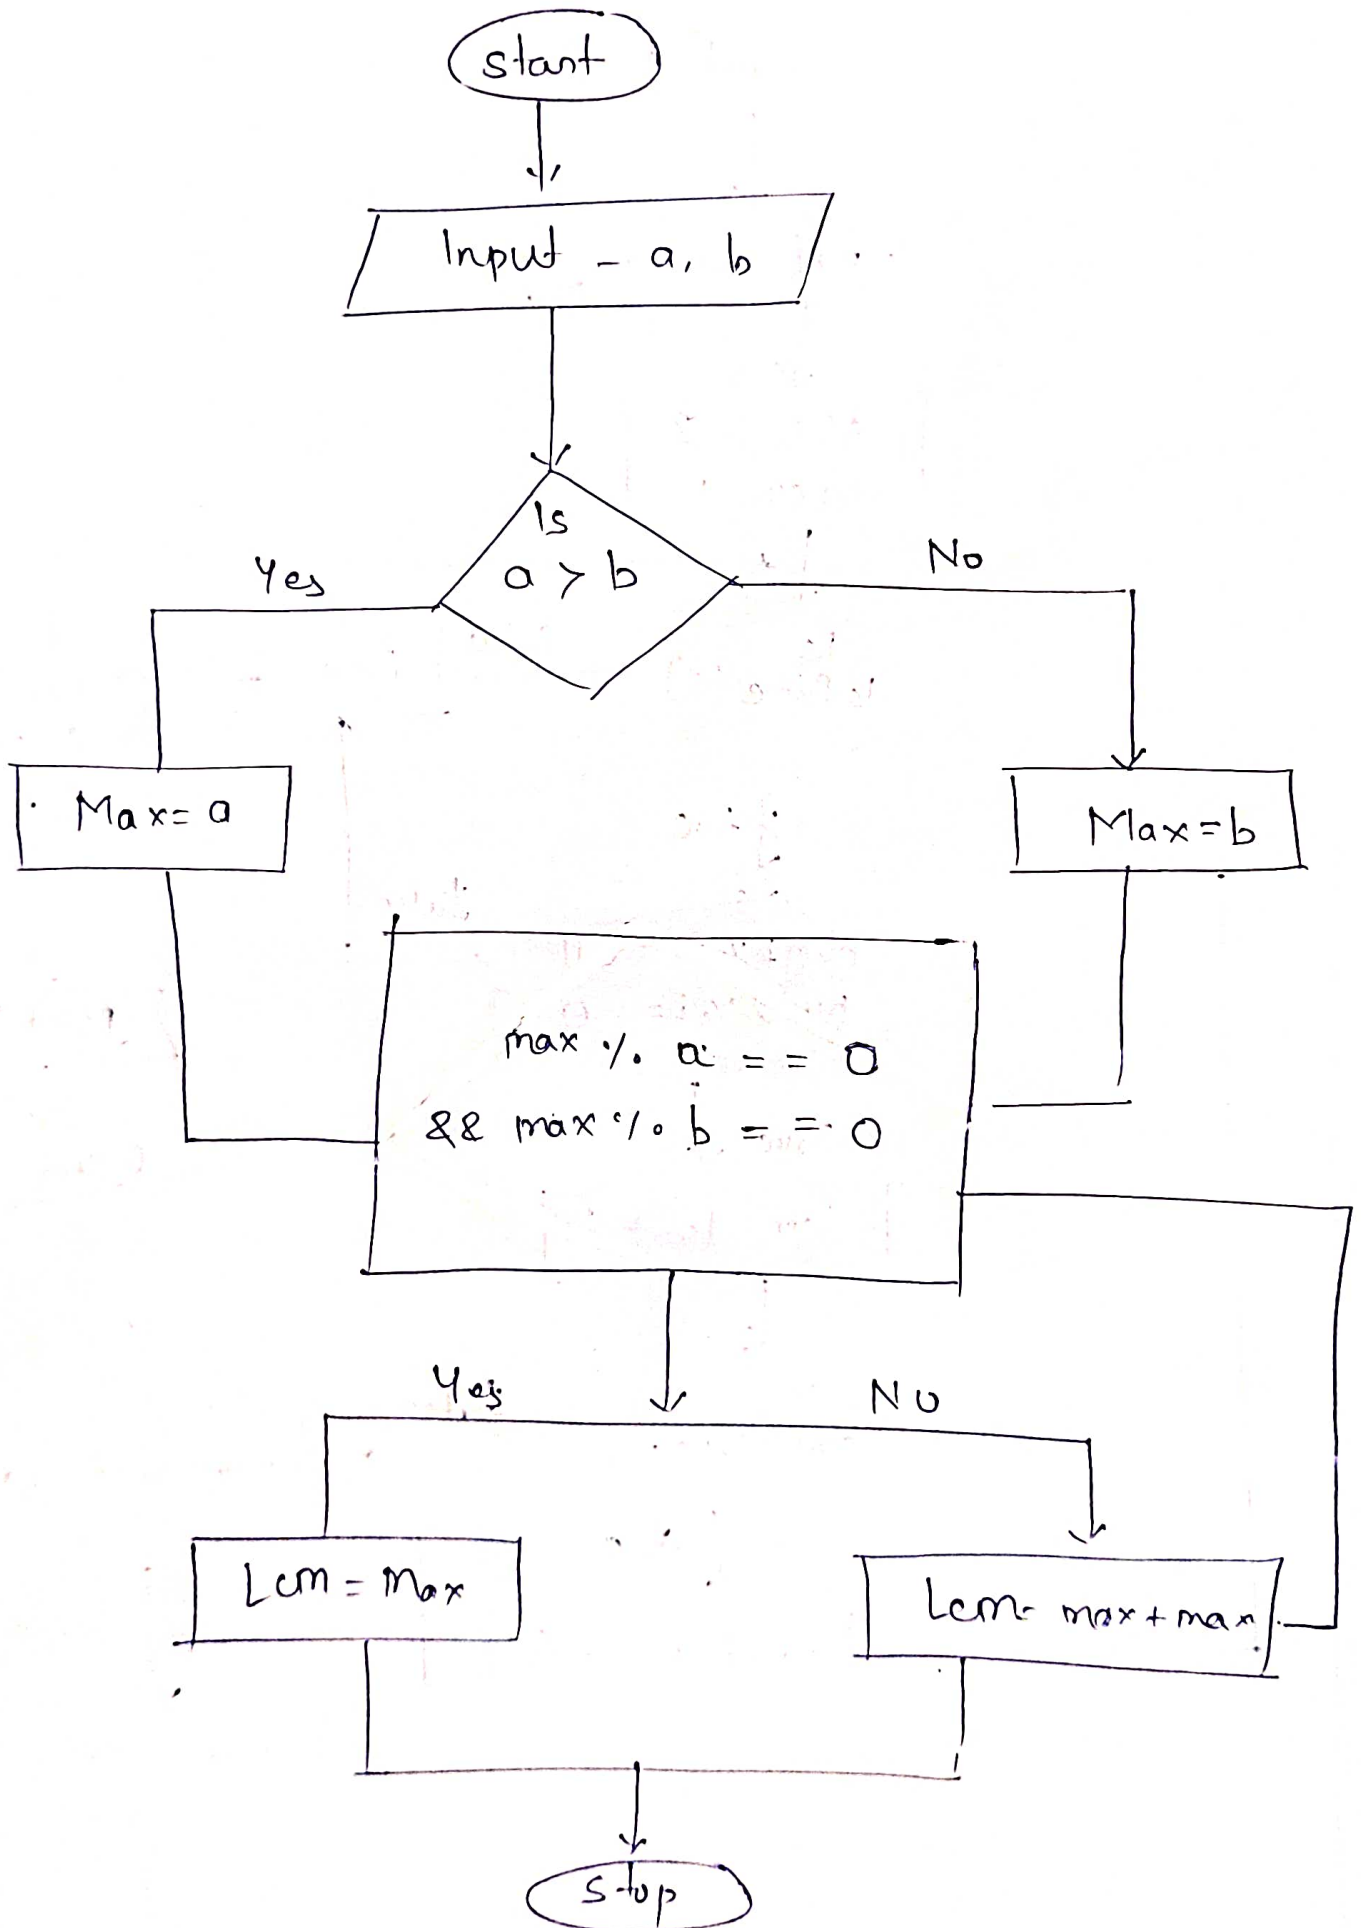 start
Input - a, b
Is
a > b
Yes
No
Max= a
Max=b
max % a == 0
&& max % b == 0
Yes
No
Lcm = Max
Lcm= max + max
stop